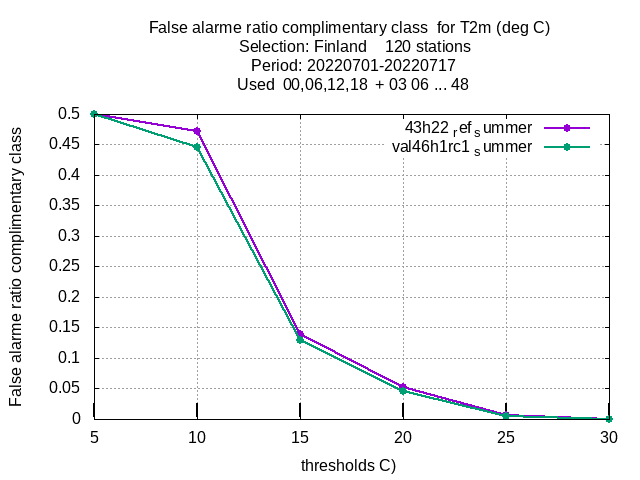 False alarme ratio complimentary class  for T2m (deg C)
Selection: Finland    120 stations
Period: 20220701-20220717
Used  00,06,12,18  + 03 06 ... 48
False alarme ratio complimentary class
0.5
0.45
0.4
0.35
0.3
0.25
0.2
0.15
0.1
0.05
0
43h22 ref summer
val46h1rc1 summer
5 10 15 20 25 30
thresholds C)